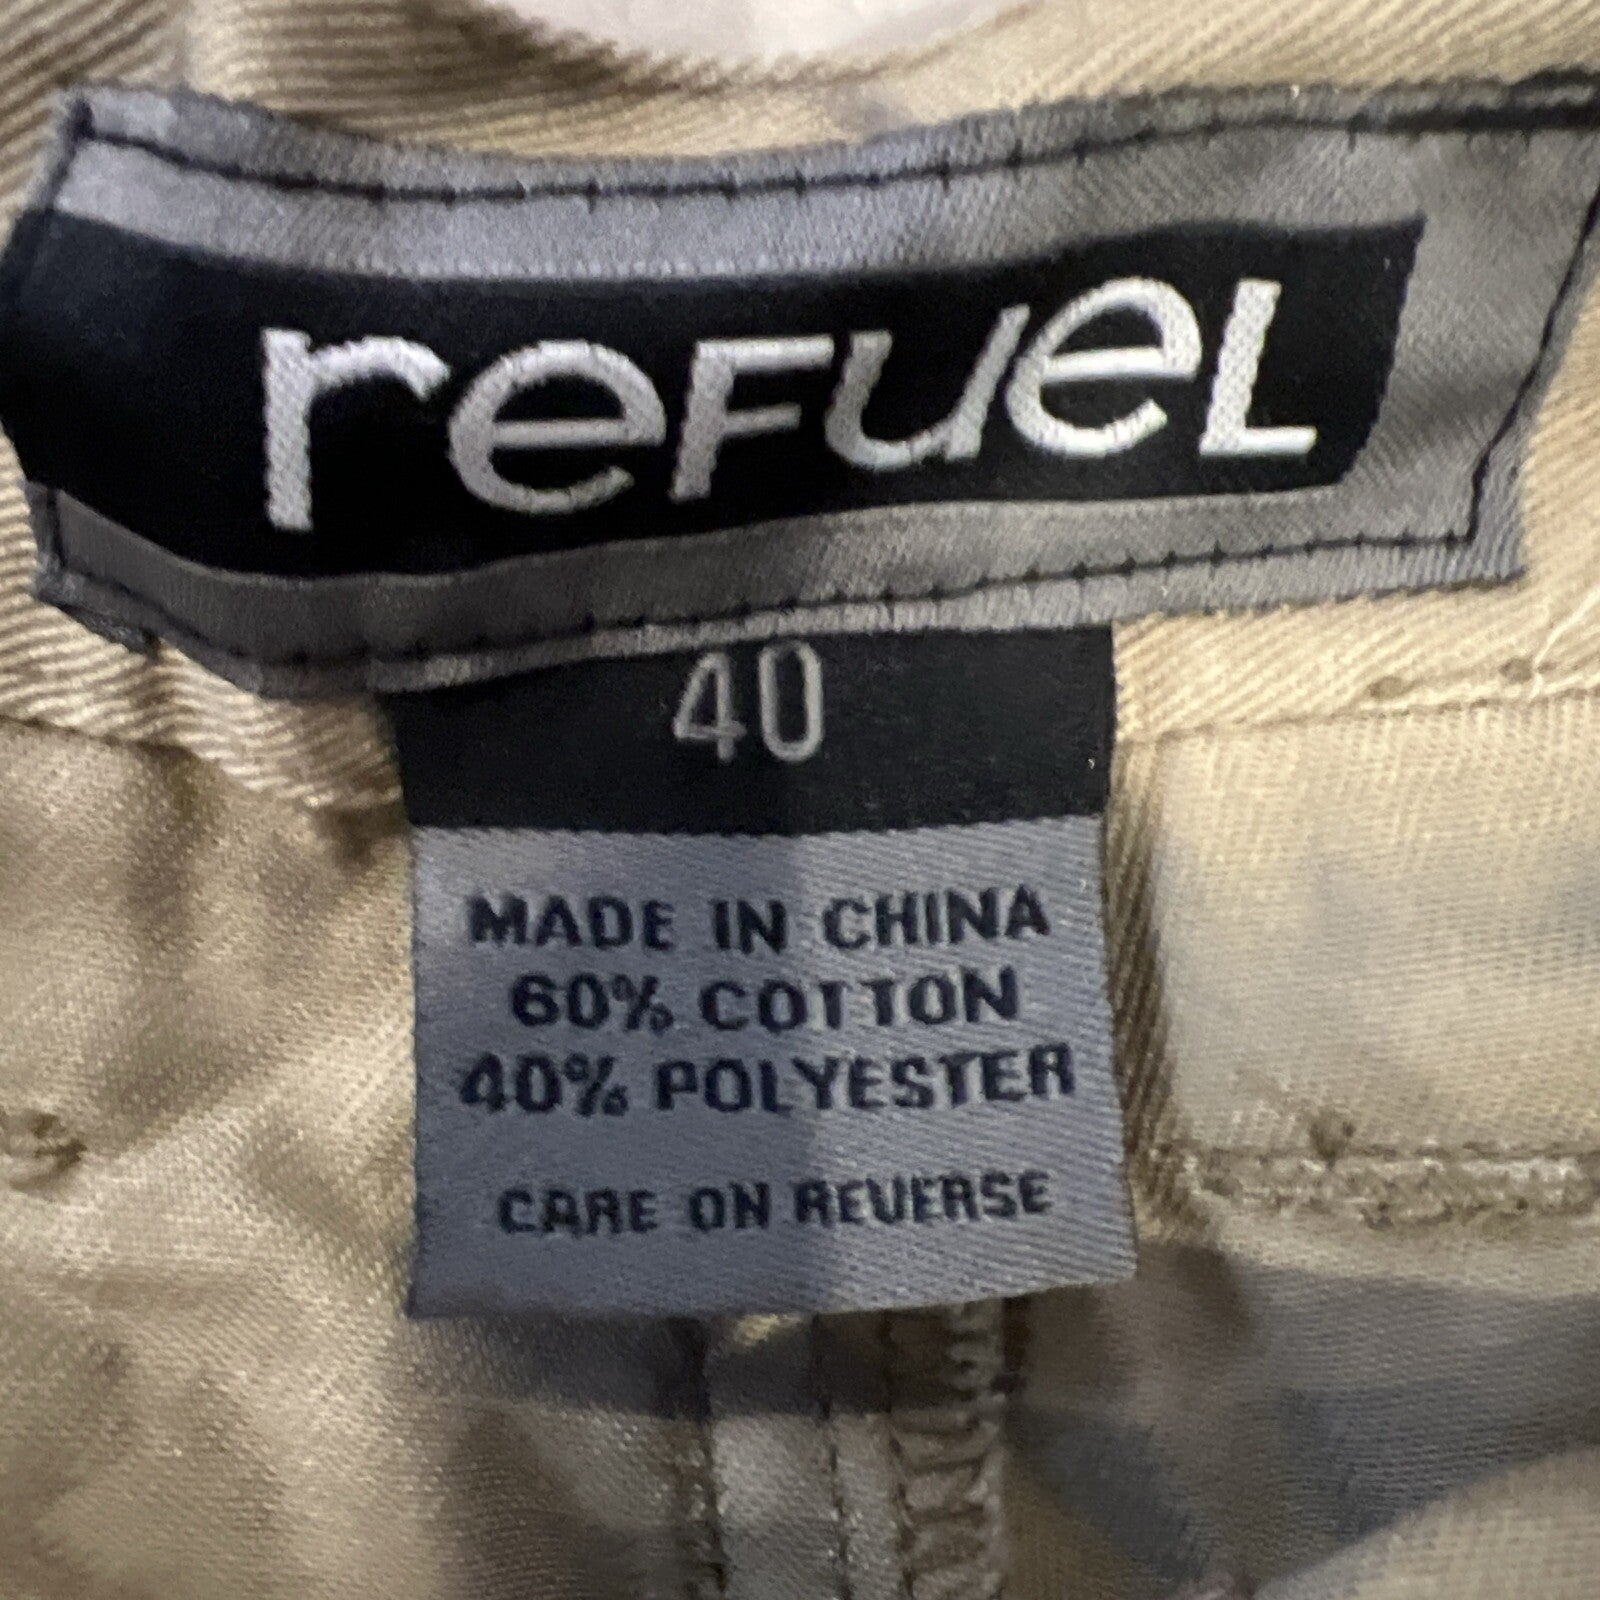 reFuel
40
MADE IN CHINA
60% COTTON
40% POLYESTER
CARE ON REVERSE